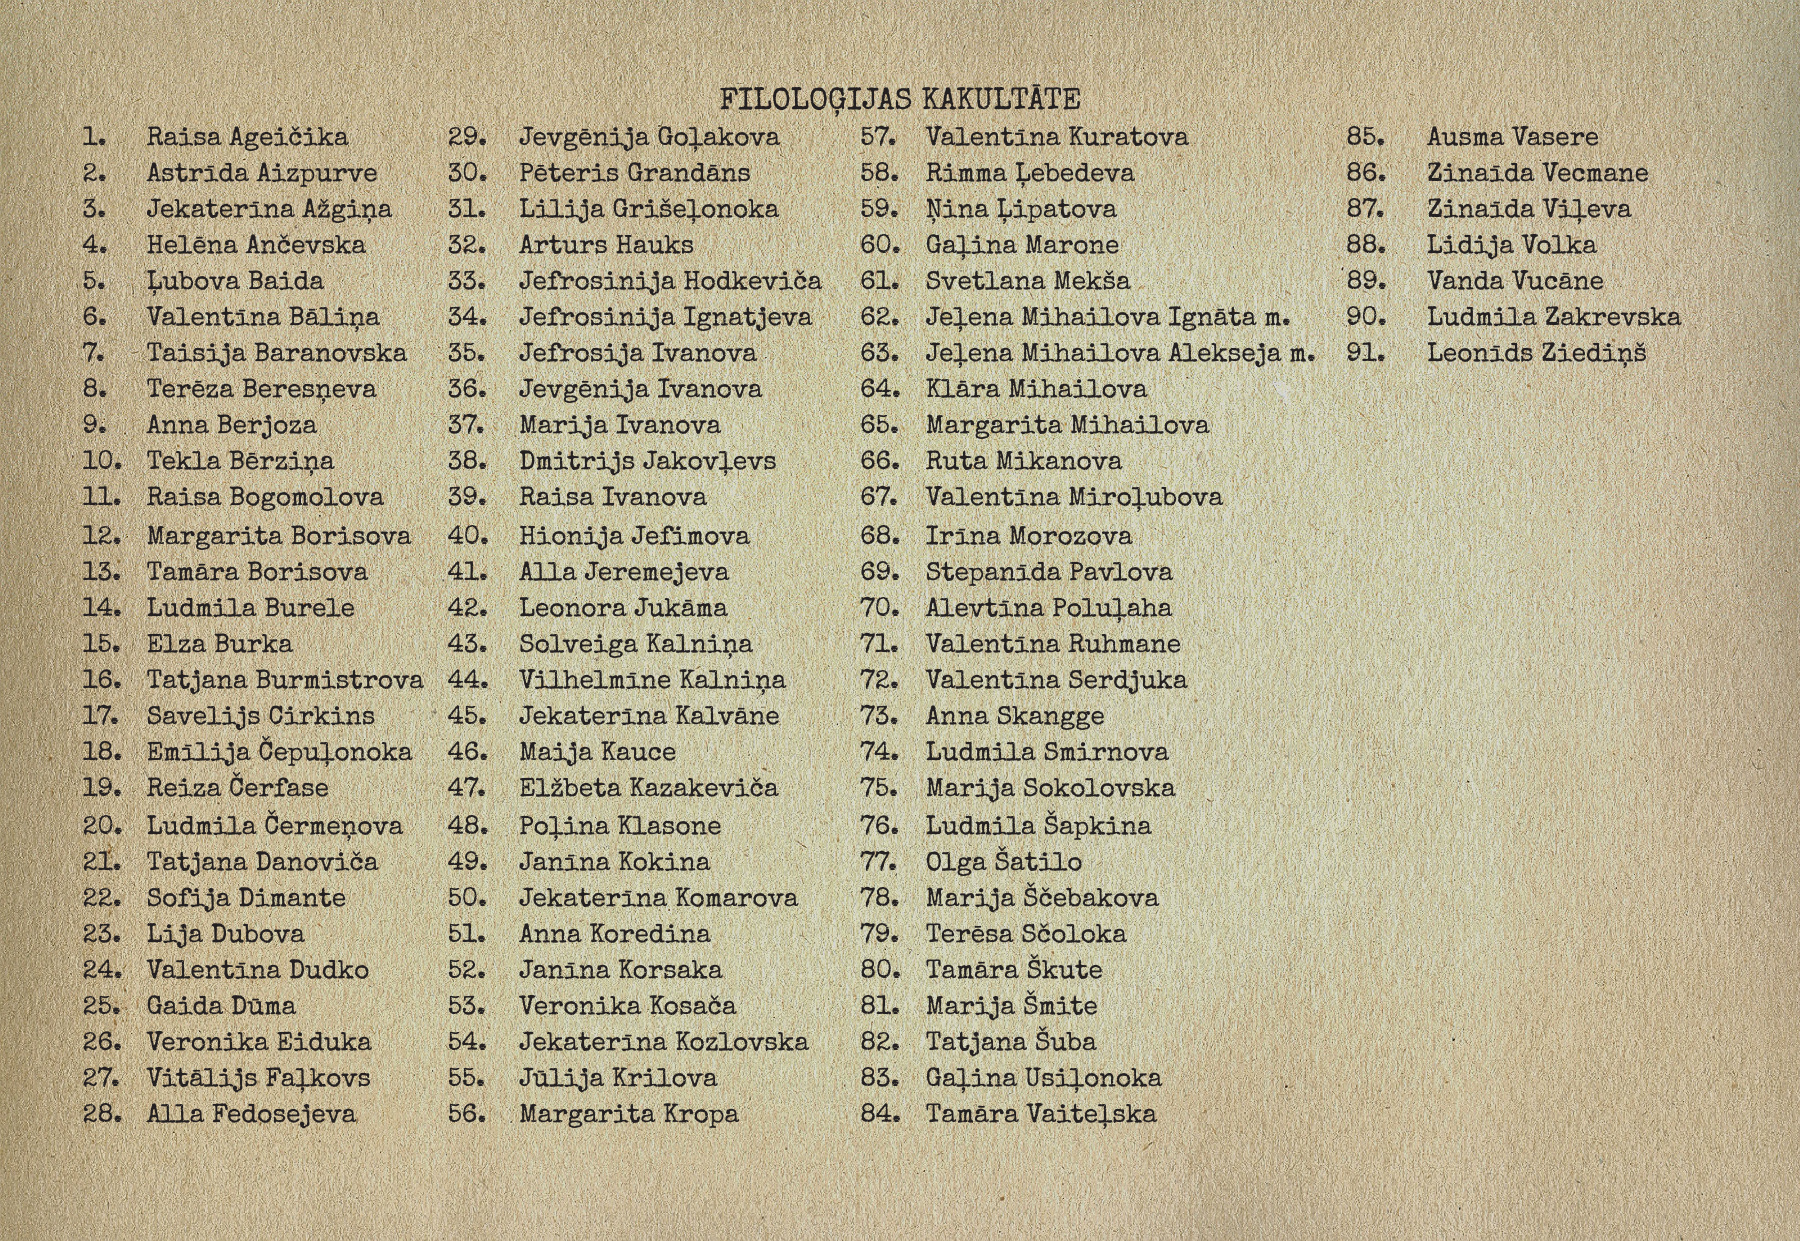 FILOLOĢIJAS KAKULTĀTE
1. Raisa Ageičika
2. Astrīda Aizpurve
3. Jekaterīna Ažgiņa
4. Helēna Ančevska
5. Ļubova Baida
6. Valentīna Bāliņa
7. Taisija Baranovska
8. Terēza Beresņeva
9. Anna Berjoza
10. Tekla Bērziņa
11. Raisa Bogomolova
12. Margarita Borisova
13. Tamāra Borisova
14. Ludmila Burele
15. Elza Burka
16. Tatjana Burmistrova
17. Savelijs Cirkins
18. Emīlija Čepuļonoka
19. Reiza Čerfase
20. Ludmila Čermeņova
21. Tatjana Danoviča
22. Sofija Dimante
23. Lija Dubova
24. Valentīna Dudko
25. Gaida Dūma
26. Veronika Eiduka
27. Vitālijs Faļkovs
28. Alla Fedosejeva
29. Jevgēnija Goļakova
30. Pēteris Grandāns
31. Lilija Grišeļonoka
32. Arturs Hauks
33. Jefrosinija Hodkeviča
34. Jefrosinija Ignatjeva
35. Jefrosija Ivanova
36. Jevgēnija Ivanova
37. Marija Ivanova
38. Dmitrijs Jakovļevs
39. Raisa Ivanova
40. Hionija Jefimova
41. Alla Jeremejeva
42. Leonora Jukāma
43. Solveiga Kalniņa
44. Vilhelmīne Kalniņa
45. Jekaterīna Kalvāne
46. Maija Kauce
47. Elžbeta Kazakeviča
48. Poļina Klasone
49. Janīna Kokina
50. Jekaterīna Komarova
51. Anna Koredina
52. Janīna Korsaka
53. Veronika Kosača
54. Jekaterīna Kozlovska
55. Jūlija Krilova
56. Margarita Kropa
57. Valentīna Kuratova
58. Rimma Ļebedeva
59. Ņina Ļipatova
60. Gaļina Marone
61. Svetlana Mekša
62. Jeļena Mihailova Ignāta m.
63. Jeļena Mihailova Alekseja m.
64. Klāra Mihailova
65. Margarita Mihailova
66. Ruta Mikanova
67. Valentīna Miroļubova
68. Irīna Morozova
69. Stepanīda Pavlova
70. Alevtīna Poluļaha
71. Valentīna Ruhmane
72. Valentīna Serdjuka
73. Anna Skangge
74. Ludmila Smirnova
75. Marija Sokolovska
76. Ludmila Šapkina
77. Olga Šatilo
78. Marija Ščebakova
79. Terēsa Sčoloka
80. Tamāra Škute
81. Marija Šmite
82. Tatjana Šuba
83. Gaļina Usiļonoka
84. Tamāra Vaiteļska
85. Ausma Vasere
86. Zinaīda Vecmane
87. Zinaīda Viļeva
88. Lidija Volka
89. Vanda Vucāne
90. Ludmila Zakrevska
91. Leonīds Ziediņš